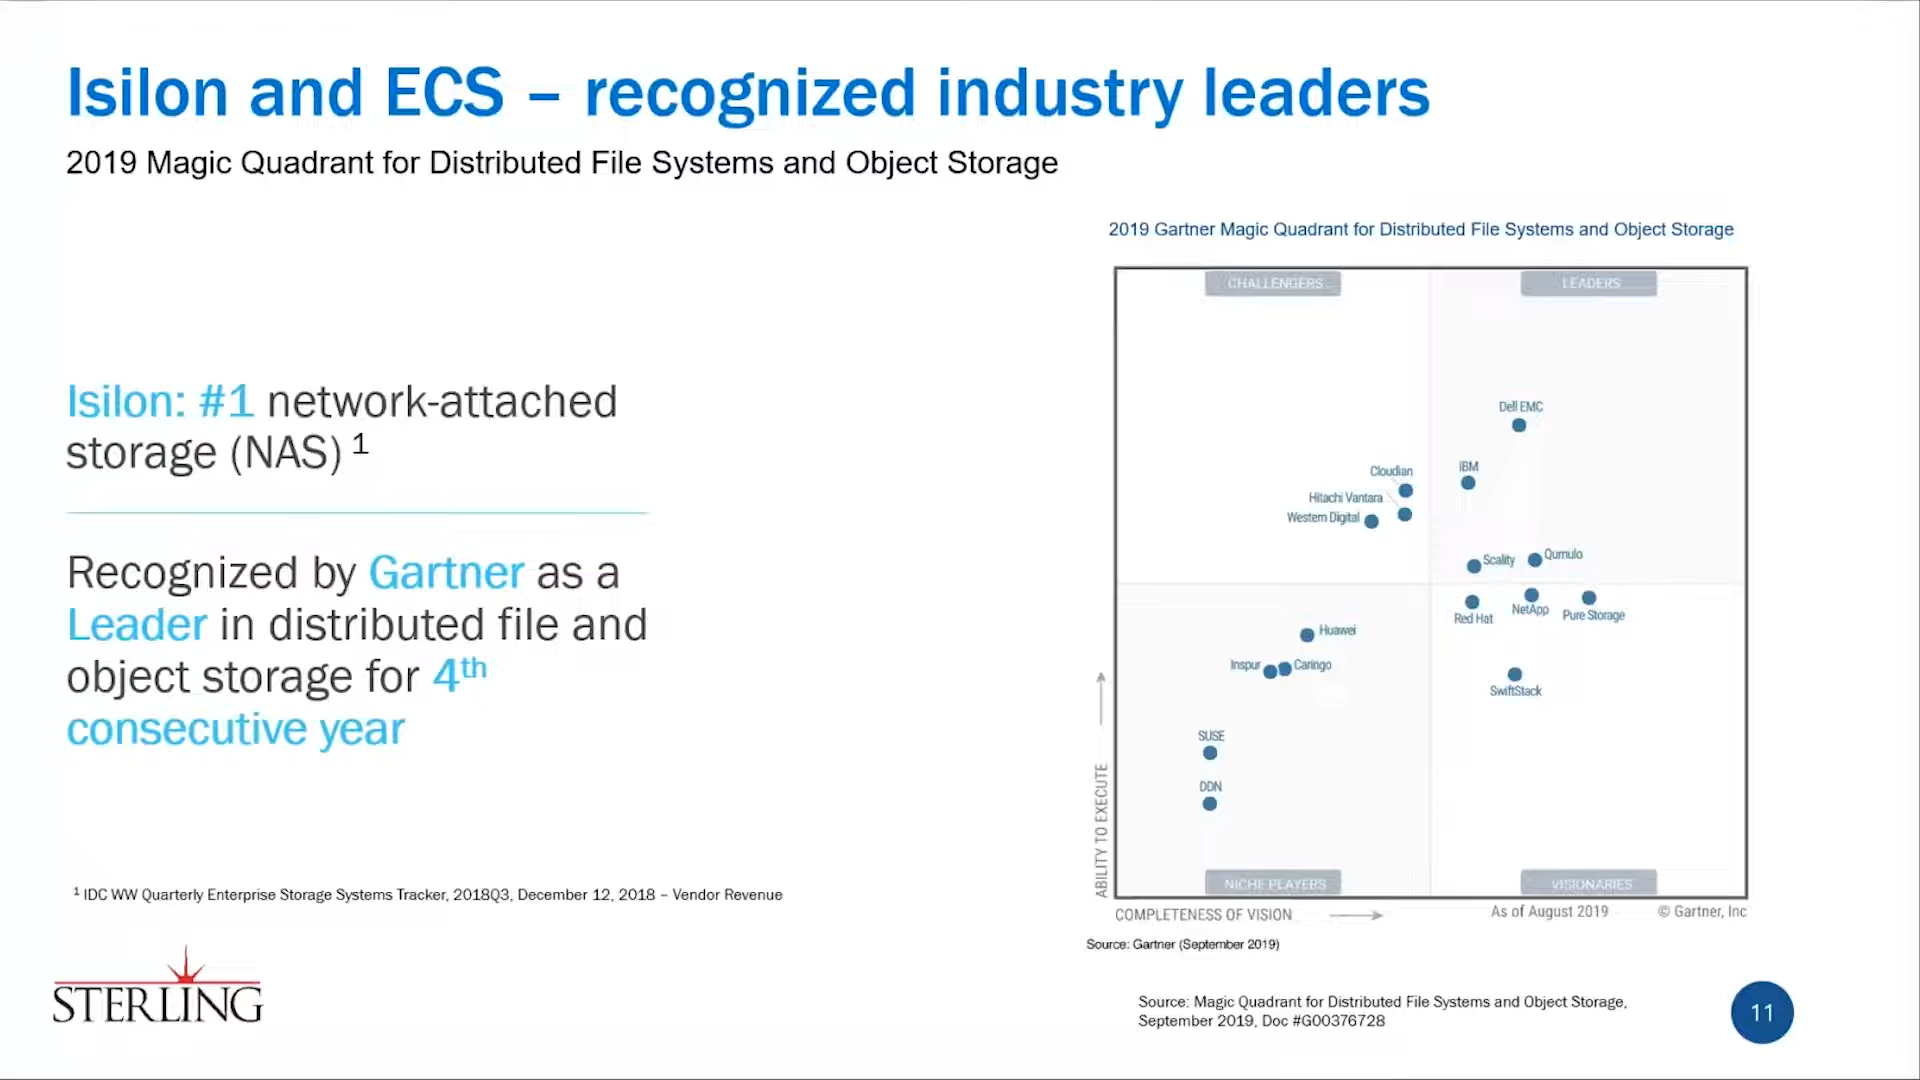 Isilon and ECS – recognized industry leaders
2019 Magic Quadrant for Distributed File Systems and Object Storage
Isilon: #1 network-attached
storage (NAS) 1
Recognized by Gartner as a
Leader in distributed file and
object storage for 4th
consecutive year
1 IDC WW Quarterly Enterprise Storage Systems Tracker, 2018Q3, December 12, 2018 – Vendor Revenue
STERLING
2019 Gartner Magic Quadrant for Distributed File Systems and Object Storage
CHALLENGERS
LEADERS
Dell EMC
IBM
Cloudian
Hitachi Vantara
Western Digital
Scality
Qumulo
Red Hat
NetApp
Pure Storage
Huawei
Inspur
Caringo
SwiftStack
SUSE
DDN
NICHE PLAYERS
VISIONARIES
ABILITY TO EXECUTE
COMPLETENESS OF VISION
As of August 2019
© Gartner, Inc
Source: Gartner (September 2019)
Source: Magic Quadrant for Distributed File Systems and Object Storage,
September 2019, Doc #G00376728
11